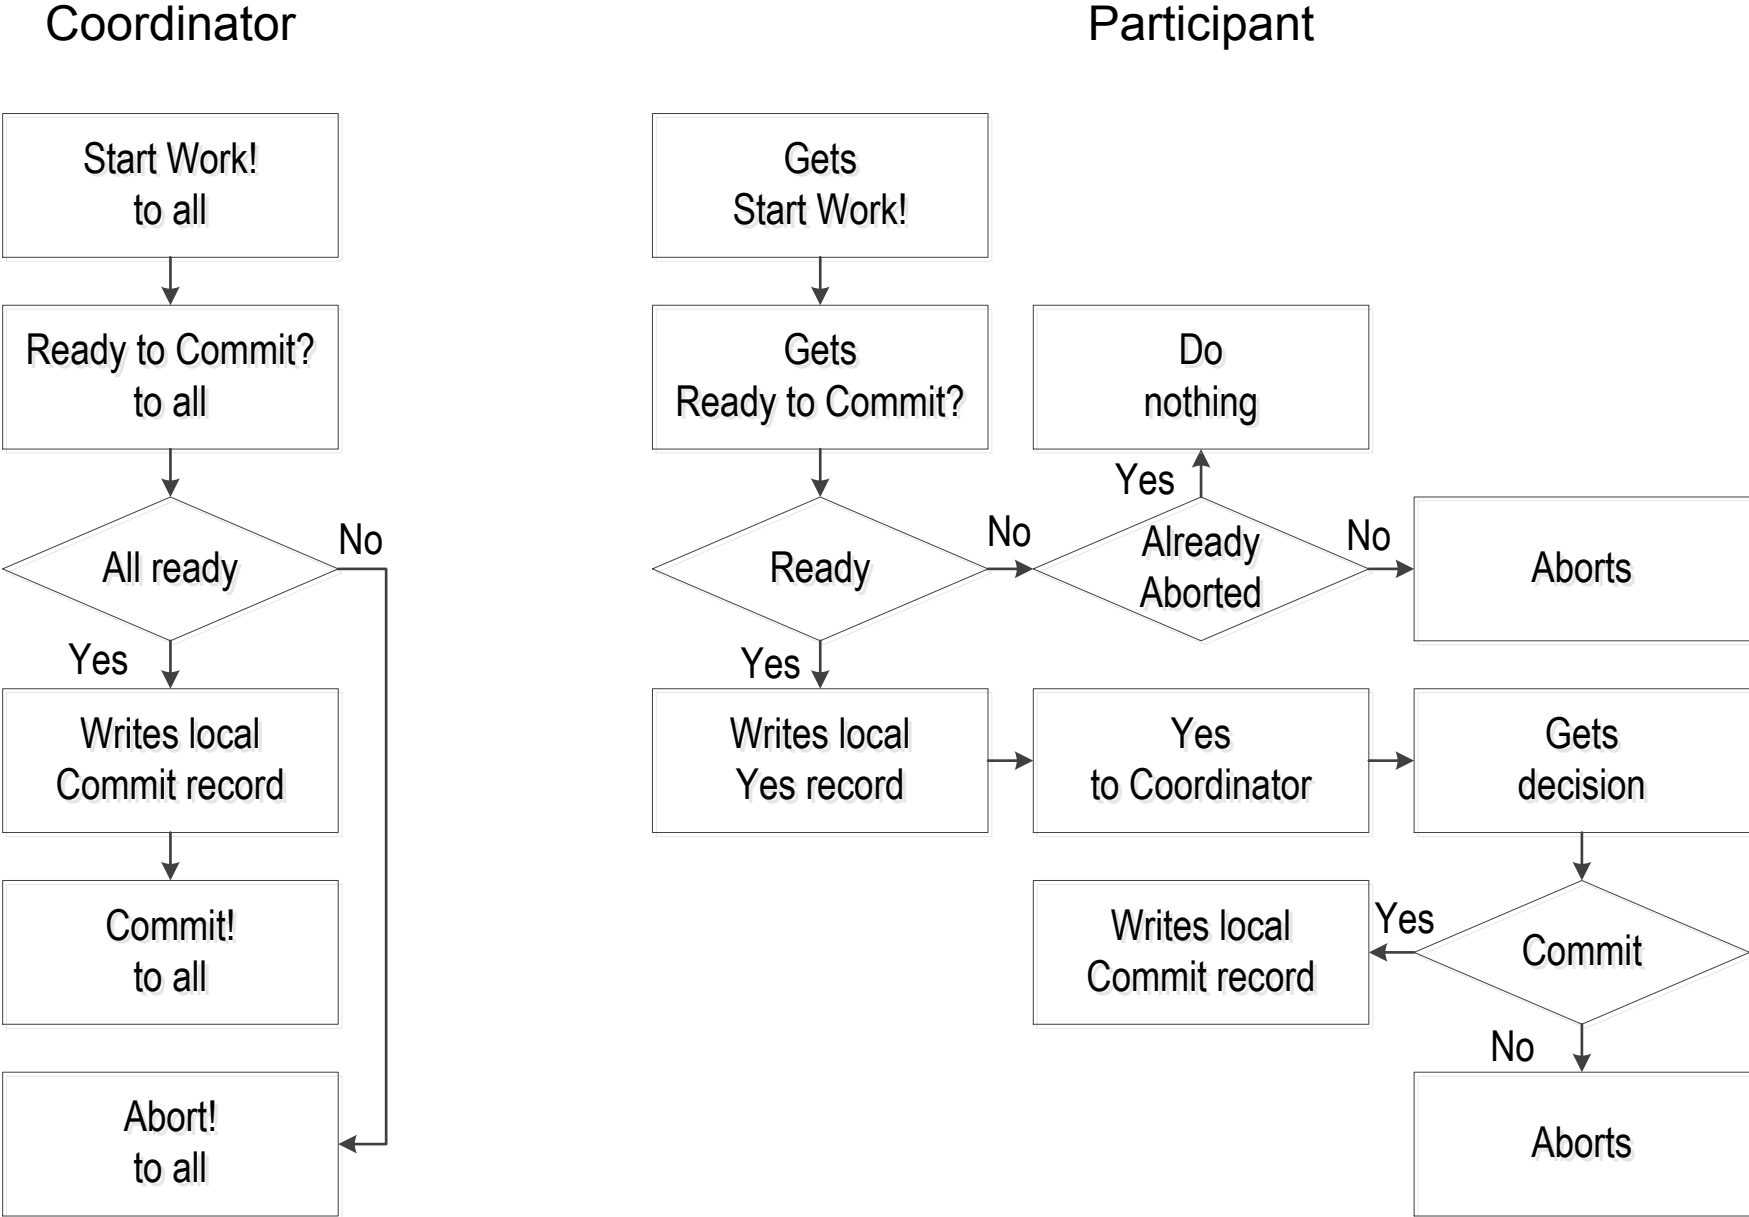 Coordinator
Start Work!
to all
Ready to Commit?
to all
All ready
No
Yes
Writes local
Commit record
Commit!
to all
Abort!
to all
Participant
Gets
Start Work!
Gets
Ready to Commit?
Do
nothing
Yes
Ready
No
Already
Aborted
No
Aborts
Yes
Writes local
Yes record
Yes
to Coordinator
Gets
decision
Writes local
Commit record
Yes
Commit
No
Aborts